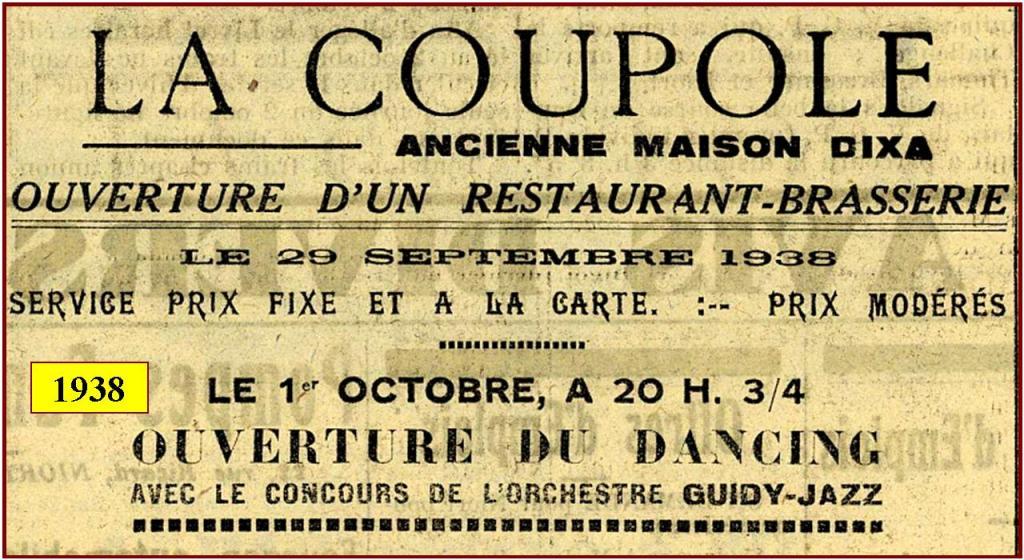 LA COUPOLE
ANCIENNE MAISON DIXA
OUVERTURE D'UN RESTAURANT-BRASSERIE
LE 29 SEPTEMBRE 1938
SERVICE PRIX FIXE ET A LA CARTE. :-- PRIX MODÉRÉS
1938
LE 1er OCTOBRE, A 20 H. 3/4
OUVERTURE DU DANCING
AVEC LE CONCOURS DE L'ORCHESTRE GUIDY-JAZZ